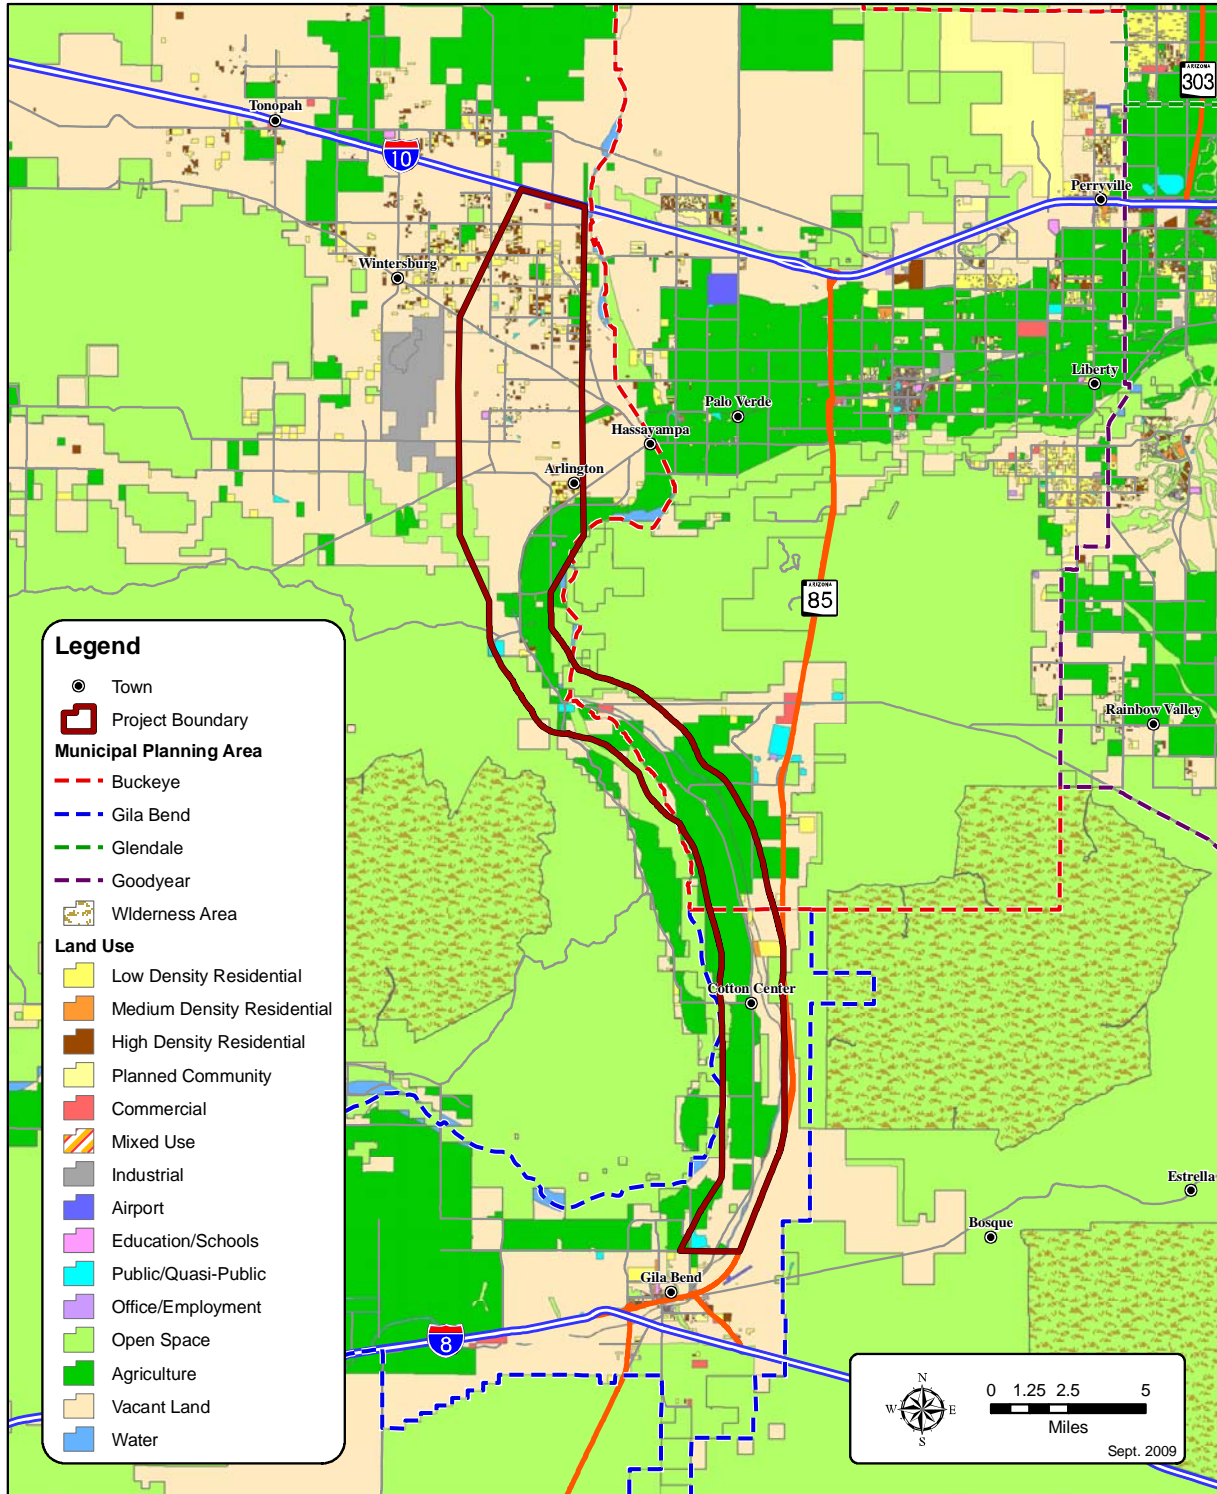 ARIZONA
303
Tonopah
10
Perryville
Wintersburg
Liberty
Palo Verde
Hassayampa
Arlington
ARIZONA
85
Rainbow Valley
Cotton Center
Estrella
Bosque
Gila Bend
8
Legend
Town
Project Boundary
Municipal Planning Area
Buckeye
Gila Bend
Glendale
Goodyear
WIderness Area
Land Use
Low Density Residential
Medium Density Residential
High Density Residential
Planned Community
Commercial
Mixed Use
Industrial
Airport
Education/Schools
Public/Quasi-Public
Office/Employment
Open Space
Agriculture
Vacant Land
Water
N
W E
S
0 1.25 2.5 5
Miles
Sept. 2009